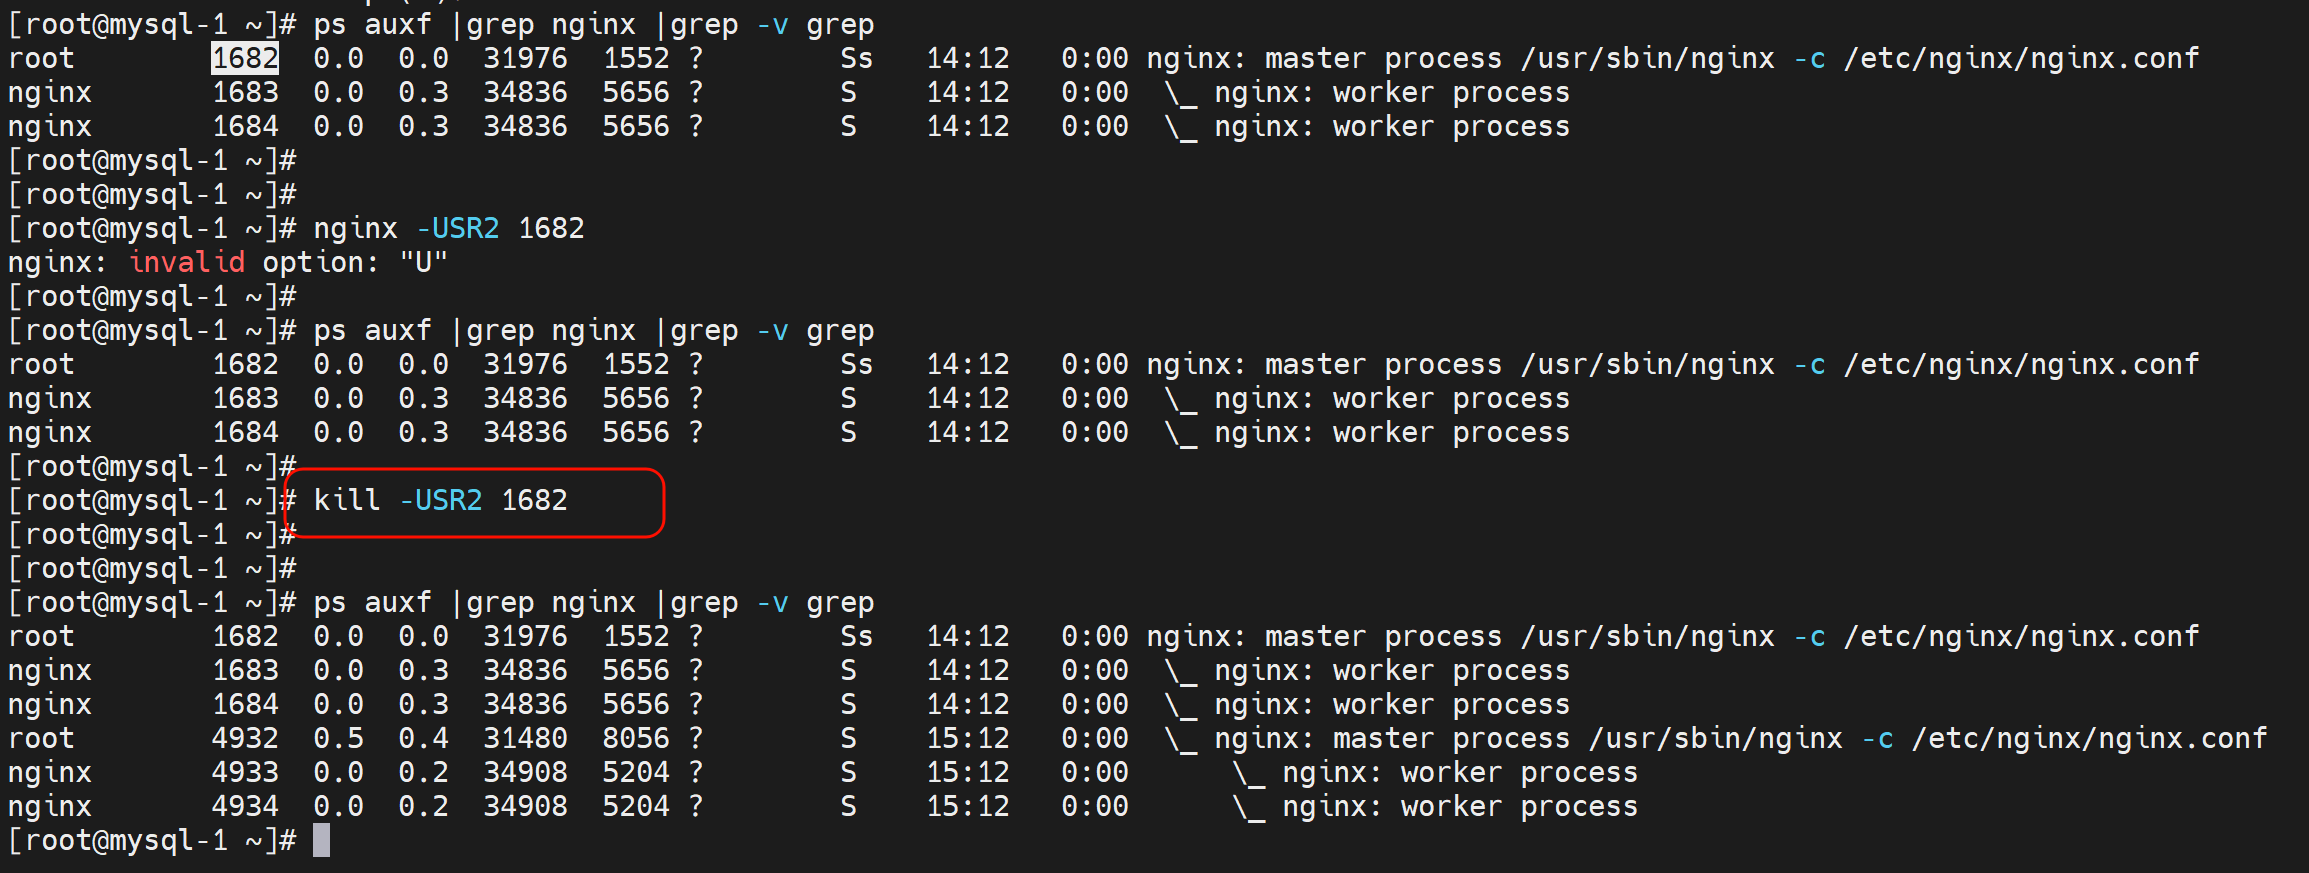 [root@mysql-1 ~]# ps auxf |grep nginx |grep -v grep
root        1682  0.0  0.0  31976  1552 ?        Ss   14:12   0:00 nginx: master process /usr/sbin/nginx -c /etc/nginx/nginx.conf
nginx       1683  0.0  0.3  34836  5656 ?        S    14:12   0:00  \_ nginx: worker process
nginx       1684  0.0  0.3  34836  5656 ?        S    14:12   0:00  \_ nginx: worker process
[root@mysql-1 ~]#
[root@mysql-1 ~]#
[root@mysql-1 ~]# nginx -USR2 1682
nginx: invalid option: "U"
[root@mysql-1 ~]#
[root@mysql-1 ~]# ps auxf |grep nginx |grep -v grep
root        1682  0.0  0.0  31976  1552 ?        Ss   14:12   0:00 nginx: master process /usr/sbin/nginx -c /etc/nginx/nginx.conf
nginx       1683  0.0  0.3  34836  5656 ?        S    14:12   0:00  \_ nginx: worker process
nginx       1684  0.0  0.3  34836  5656 ?        S    14:12   0:00  \_ nginx: worker process
[root@mysql-1 ~]#
[root@mysql-1 ~]# kill -USR2 1682
[root@mysql-1 ~]#
[root@mysql-1 ~]#
[root@mysql-1 ~]# ps auxf |grep nginx |grep -v grep
root        1682  0.0  0.0  31976  1552 ?        Ss   14:12   0:00 nginx: master process /usr/sbin/nginx -c /etc/nginx/nginx.conf
nginx       1683  0.0  0.3  34836  5656 ?        S    14:12   0:00  \_ nginx: worker process
nginx       1684  0.0  0.3  34836  5656 ?        S    14:12   0:00  \_ nginx: worker process
root        4932  0.5  0.4  31480  8056 ?        S    15:12   0:00  \_ nginx: master process /usr/sbin/nginx -c /etc/nginx/nginx.conf
nginx       4933  0.0  0.2  34908  5204 ?        S    15:12   0:00      \_ nginx: worker process
nginx       4934  0.0  0.2  34908  5204 ?        S    15:12   0:00      \_ nginx: worker process
[root@mysql-1 ~]#